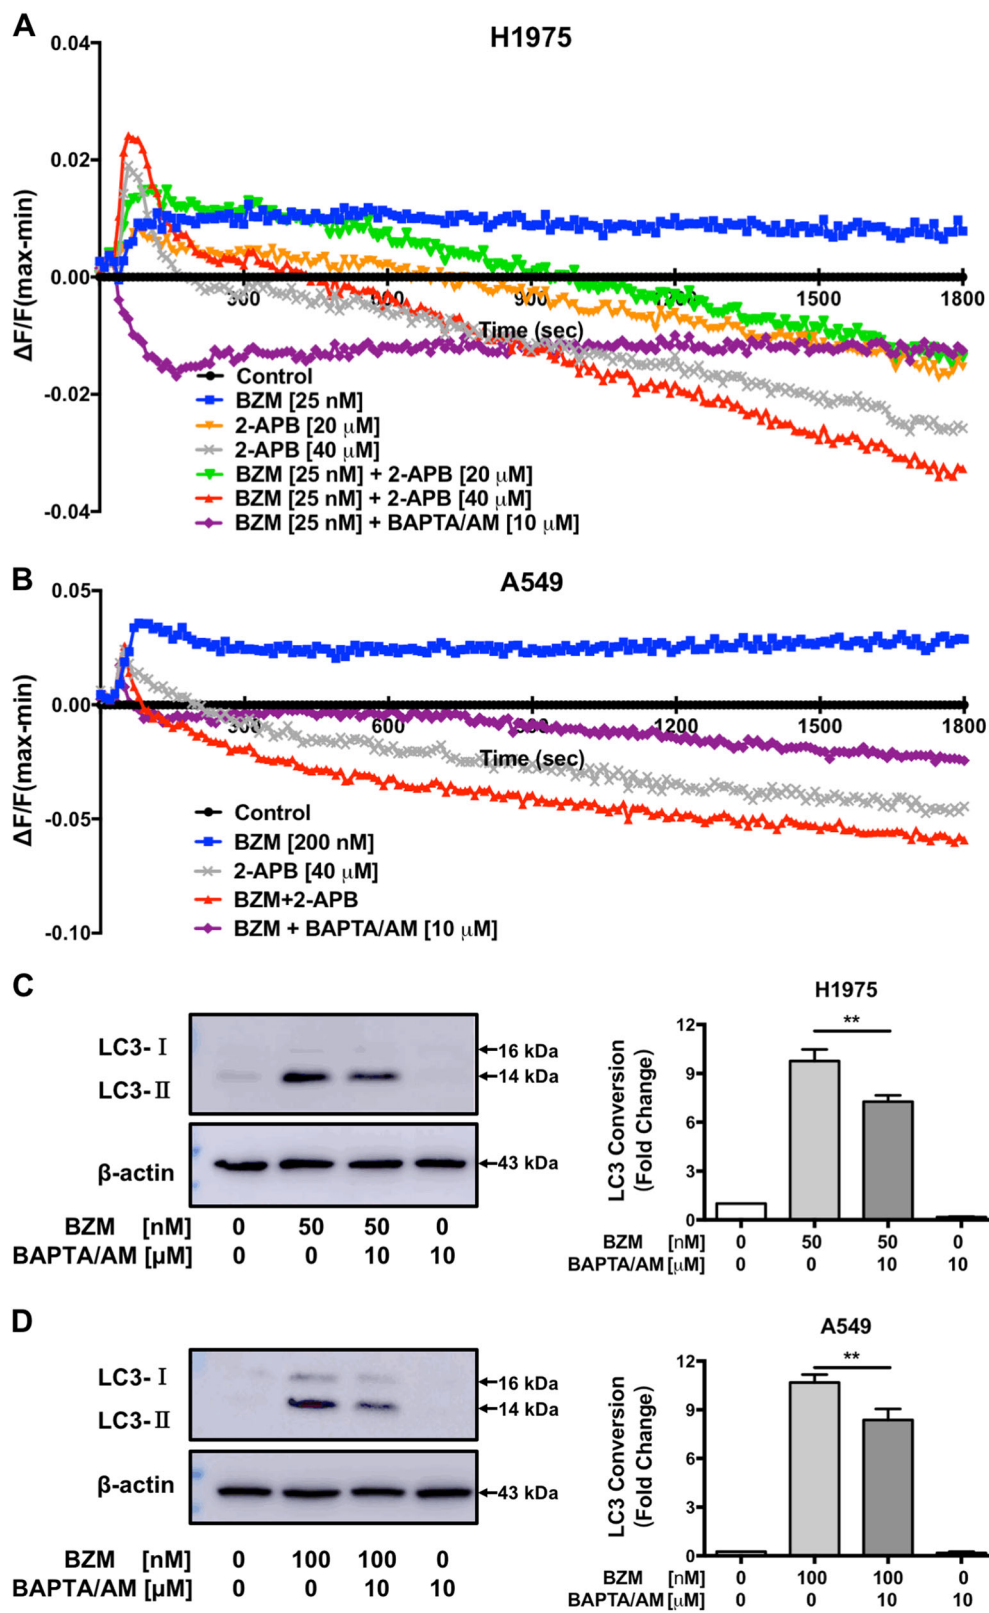 A
H1975
0.04
0.02
0.00
-0.02
-0.04
ΔF/F(max-min)
300 600 900 1200 1500 1800
Time (sec)
Control
BZM [25 nM]
2-APB [20 μM]
2-APB [40 μM]
BZM [25 nM] + 2-APB [20 μM]
BZM [25 nM] + 2-APB [40 μM]
BZM [25 nM] + BAPTA/AM [10 μM]
B
A549
0.05
0.00
-0.05
-0.10
ΔF/F(max-min)
300 600 900 1200 1500 1800
Time (sec)
Control
BZM [200 nM]
2-APB [40 μM]
BZM+2-APB
BZM + BAPTA/AM [10 μM]
C
LC3-Ⅰ
LC3-Ⅱ
β-actin
16 kDa
14 kDa
43 kDa
BZM [nM] 0 50 50 0
BAPTA/AM [μM] 0 0 10 10
H1975
**
12
9
6
3
0
LC3 Conversion
(Fold Change)
BZM [nM] 0 50 50 0
BAPTA/AM [μM] 0 0 10 10
D
LC3-Ⅰ
LC3-Ⅱ
β-actin
16 kDa
14 kDa
43 kDa
BZM [nM] 0 100 100 0
BAPTA/AM [μM] 0 0 10 10
A549
**
12
9
6
3
0
LC3 Conversion
(Fold Change)
BZM [nM] 0 100 100 0
BAPTA/AM [μM] 0 0 10 10